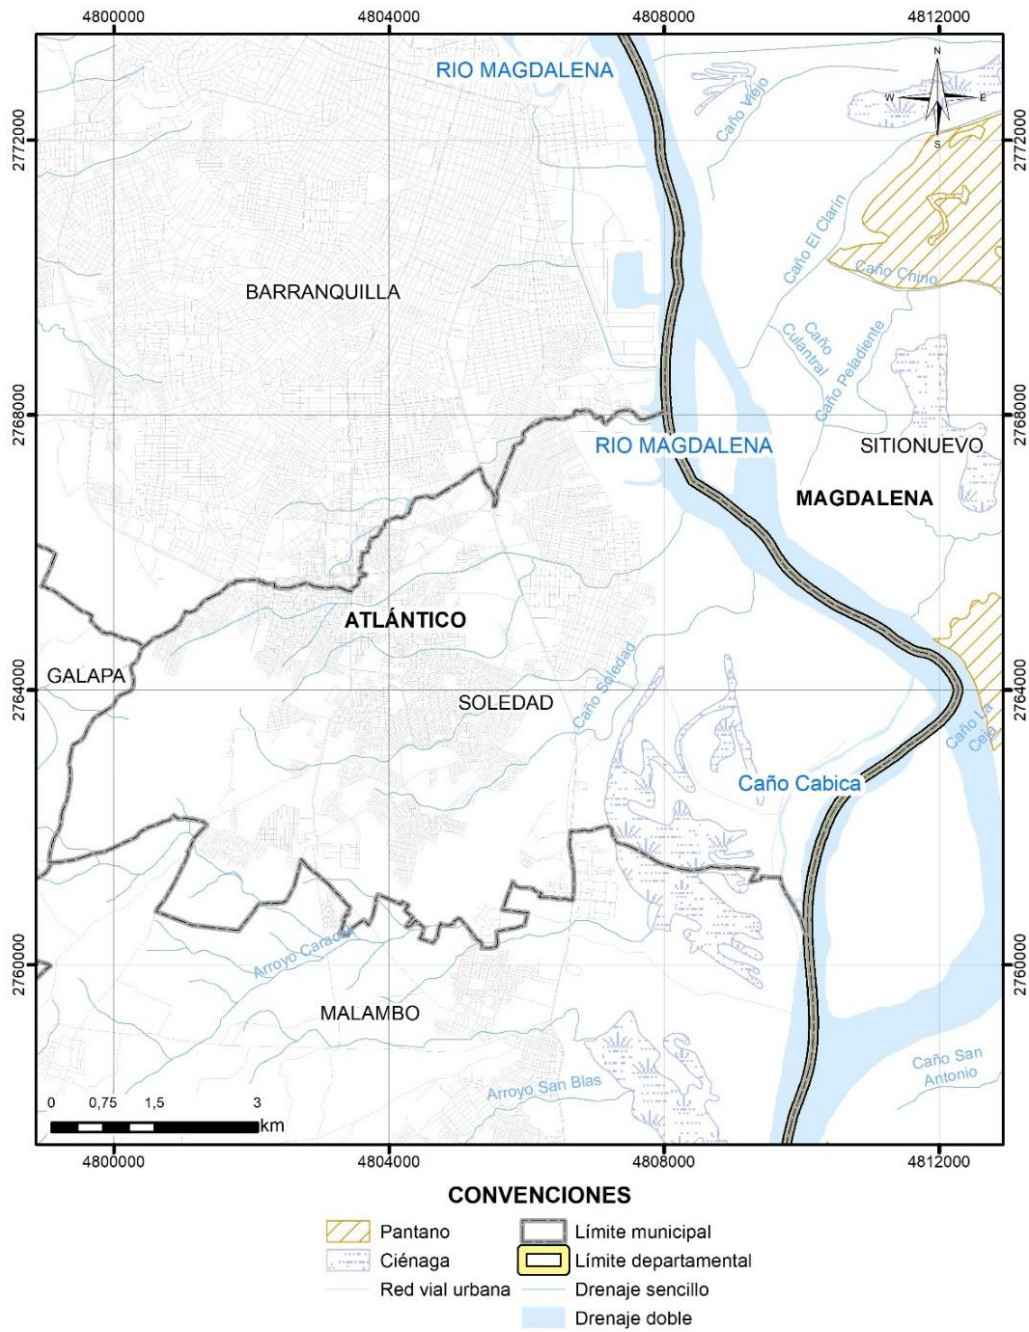 4800000
4804000
4808000
4812000
RIO MAGDALENA
Caño Viejo
N
W
E
S
2772000
2772000
Caño El Clarín
Caño Chino
BARRANQUILLA
Caño
Culantral
Caño Peladiente
2768000
2768000
RIO MAGDALENA
SITIONUEVO
MAGDALENA
ATLÁNTICO
GALAPA
SOLEDAD
Caño Soledad
2764000
2764000
Caño La
Ceja
Caño Cabica
Arroyo Caracolí
2760000
2760000
MALAMBO
Arroyo San Blas
Caño San
Antonio
0
0,75
1,5
3
km
4800000
4804000
4808000
4812000
CONVENCIONES
Pantano
Límite municipal
Ciénaga
Límite departamental
Red vial urbana
Drenaje sencillo
Drenaje doble